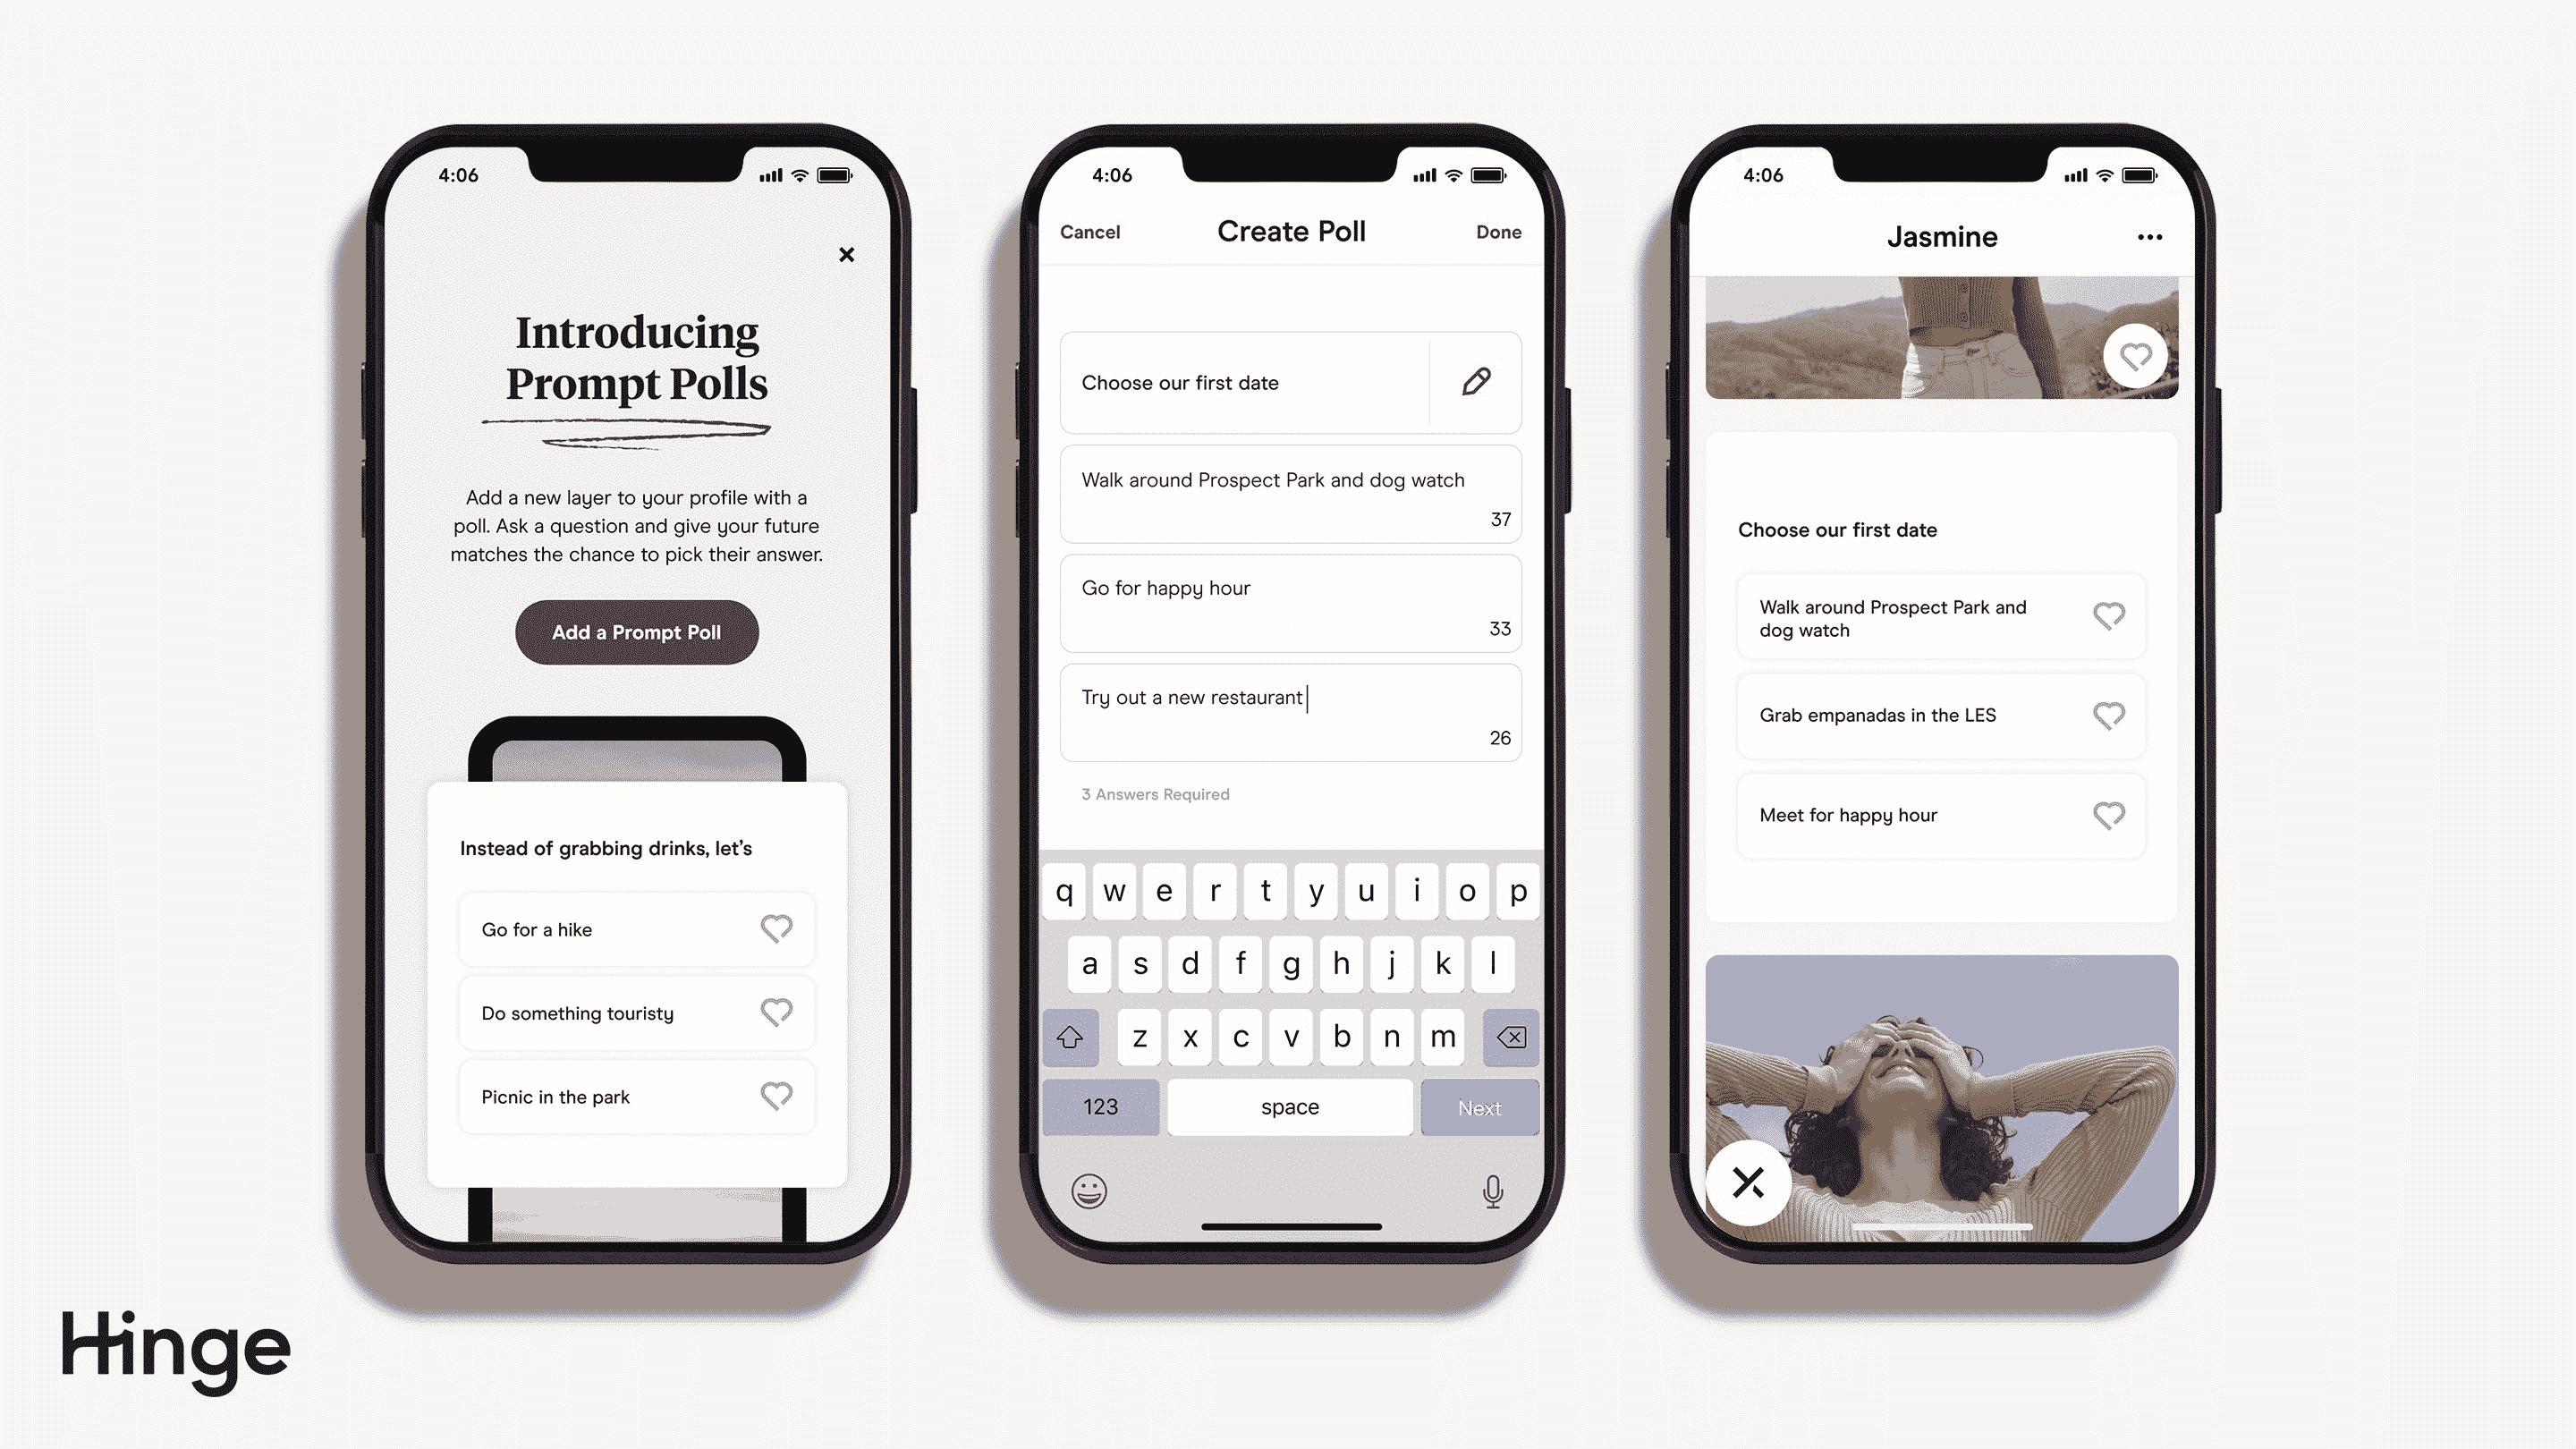 4:06
Introducing
Prompt Polls
Add a new layer to your profile with a
poll. Ask a question and give your future
matches the chance to pick their answer.
Add a Prompt Poll
Instead of grabbing drinks, let's
Go for a hike
Do something touristy
Picnic in the park
4:06
Cancel Create Poll Done
Choose our first date
Walk around Prospect Park and dog watch
37
Go for happy hour
33
Try out a new restaurant
26
3 Answers Required
q w e r t y u i o p
a s d f g h j k l
z x c v b n m
123 space Next
4:06
Jasmine
Choose our first date
Walk around Prospect Park and
dog watch
Grab empanadas in the LES
Meet for happy hour
Hinge